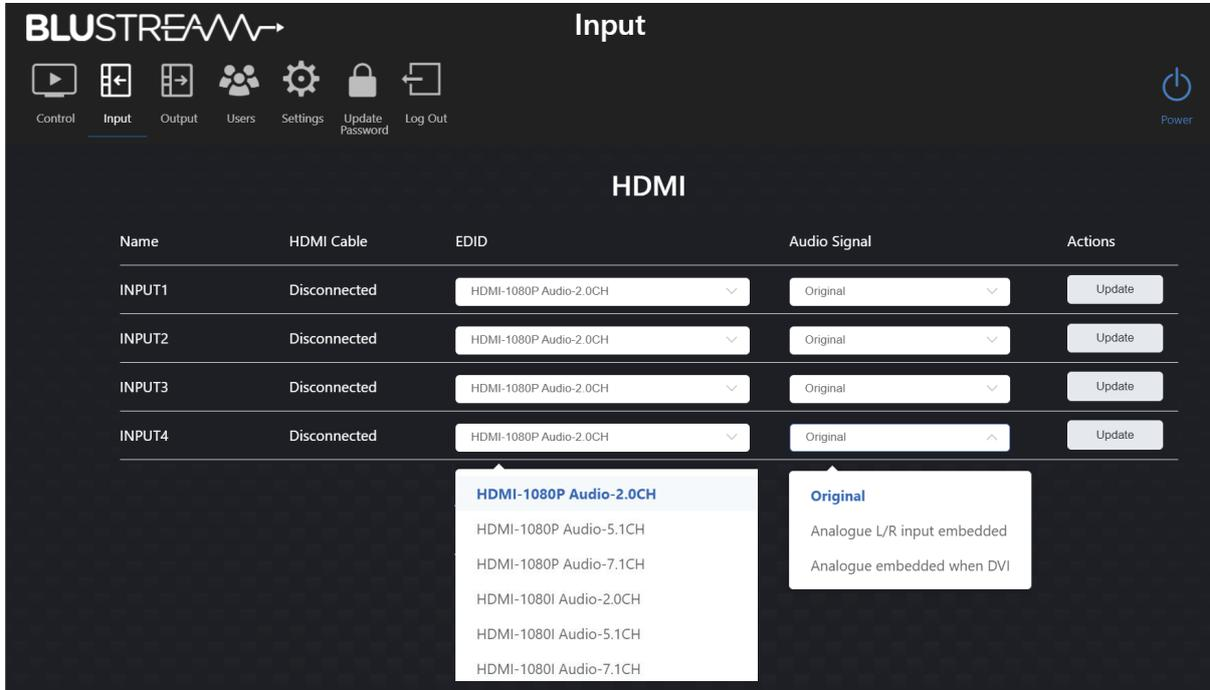 BLUSTREAM
Input
Control
Input
Output
Users
Settings
Update
Password
Log Out
Power
HDMI
Name HDMI Cable EDID Audio Signal Actions
INPUT1 Disconnected HDMI-1080P Audio-2.0CH Original Update
INPUT2 Disconnected HDMI-1080P Audio-2.0CH Original Update
INPUT3 Disconnected HDMI-1080P Audio-2.0CH Original Update
INPUT4 Disconnected HDMI-1080P Audio-2.0CH Original Update
HDMI-1080P Audio-2.0CH
HDMI-1080P Audio-5.1CH
HDMI-1080P Audio-7.1CH
HDMI-1080I Audio-2.0CH
HDMI-1080I Audio-5.1CH
HDMI-1080I Audio-7.1CH
Original
Analogue L/R input embedded
Analogue embedded when DVI